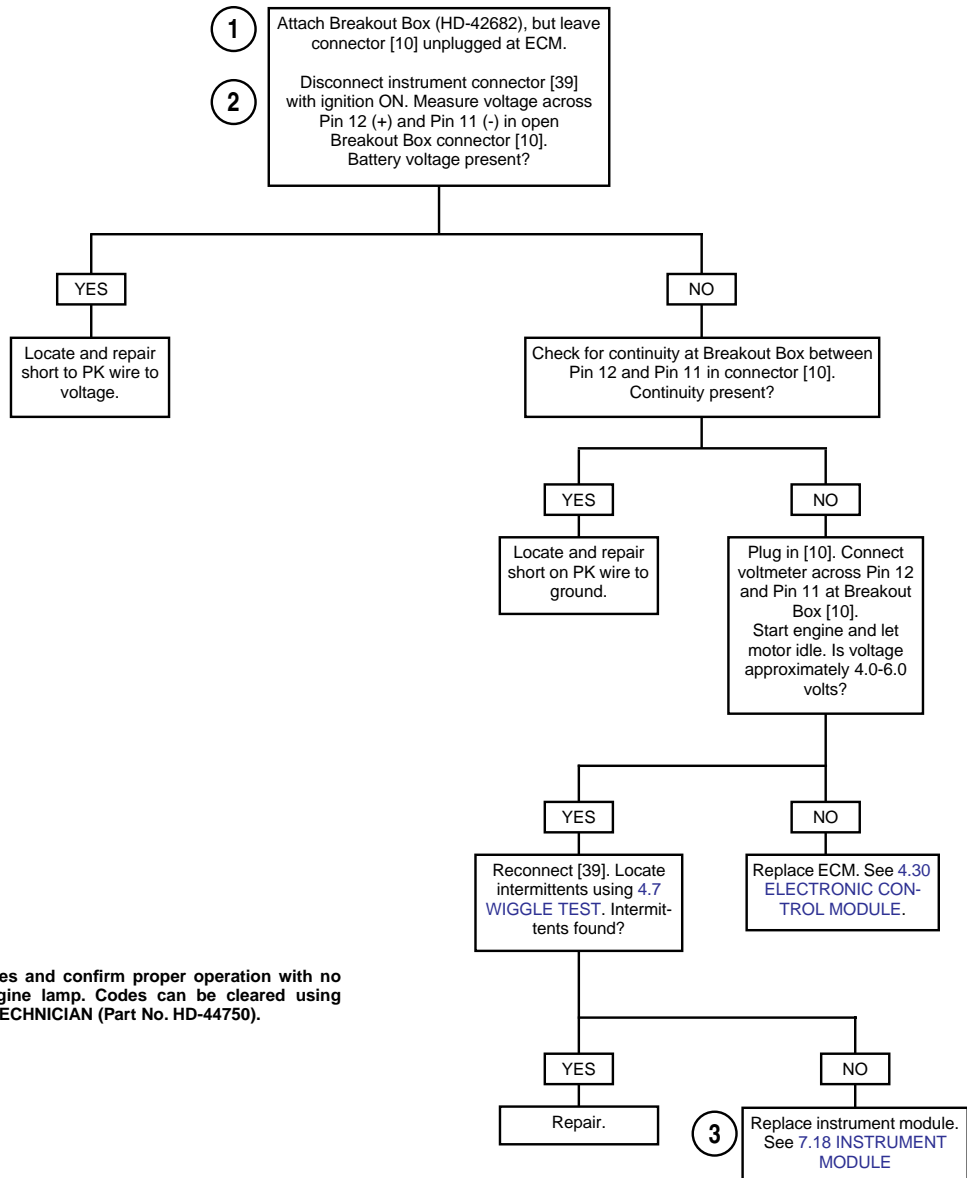 1
Attach Breakout Box (HD-42682), but leave
connector [10] unplugged at ECM.
2
Disconnect instrument connector [39]
with ignition ON. Measure voltage across
Pin 12 (+) and Pin 11 (-) in open
Breakout Box connector [10].
Battery voltage present?
YES
NO
Locate and repair
short to PK wire to
voltage.
Check for continuity at Breakout Box between
Pin 12 and Pin 11 in connector [10].
Continuity present?
YES
NO
Locate and repair
short on PK wire to
ground.
Plug in [10]. Connect
voltmeter across Pin 12
and Pin 11 at Breakout
Box [10].
Start engine and let
motor idle. Is voltage
approximately 4.0-6.0
volts?
YES
NO
Reconnect [39]. Locate
intermittents using 4.7
WIGGLE TEST. Intermit-
tents found?
Replace ECM. See 4.30
ELECTRONIC CON-
TROL MODULE.
es and confirm proper operation with no
gine lamp. Codes can be cleared using
ECHNICIAN (Part No. HD-44750).
YES
NO
Repair.
3
Replace instrument module.
See 7.18 INSTRUMENT
MODULE